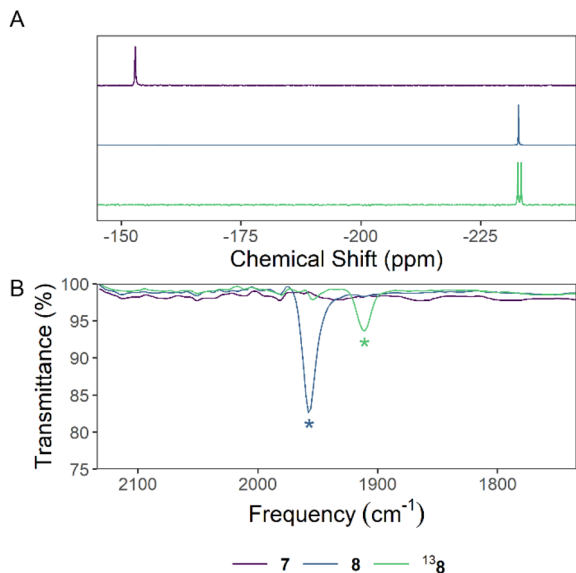 A
-150 -175 -200 -225
Chemical Shift (ppm)
B
Transmittance (%)
100
95
90
85
80
75
* *
2100 2000 1900 1800
Frequency (cm⁻¹)
7 8 ¹³8